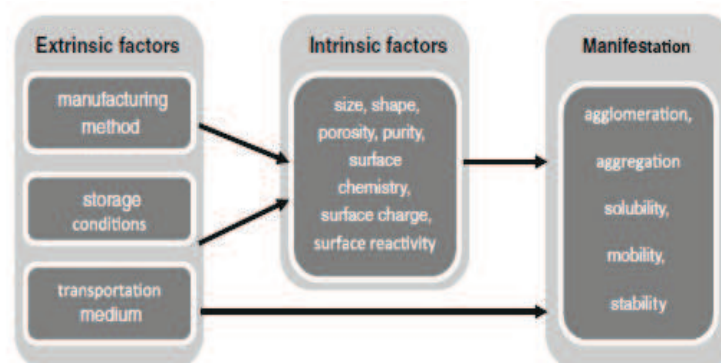 Extrinsic factors
manufacturing
method
storage
conditions
transportation
medium
Intrinsic factors
size, shape,
porosity, purity,
surface
chemistry,
surface charge,
surface reactivity
Manifestation
agglomeration,
aggregation
solubility,
mobility,
stability